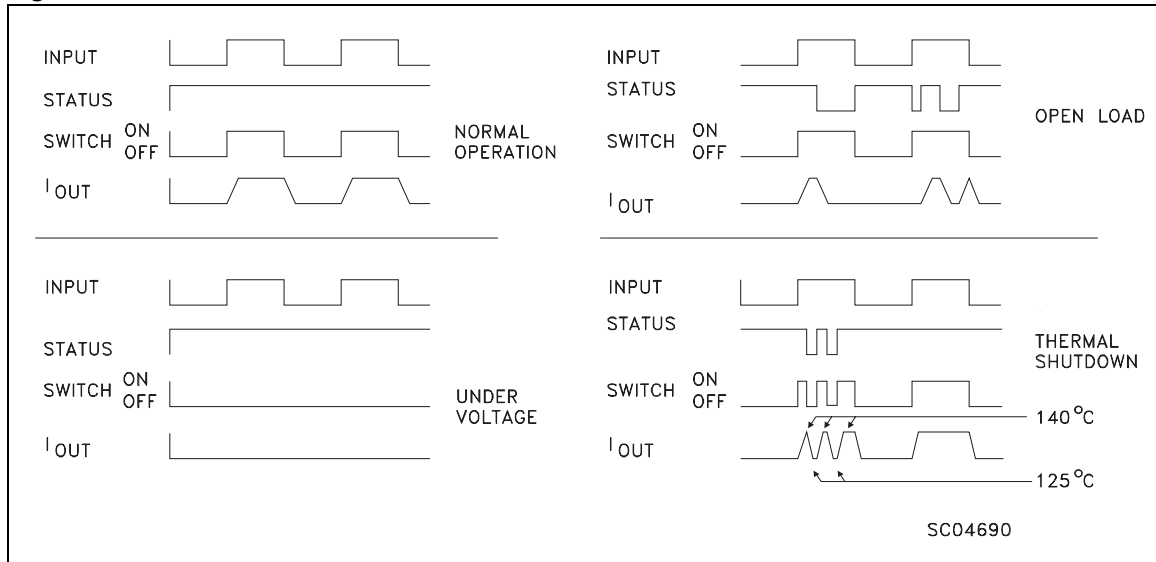 INPUT
STATUS
SWITCH ON
OFF
I OUT
NORMAL
OPERATION
INPUT
STATUS
SWITCH ON
OFF
I OUT
OPEN LOAD
INPUT
STATUS
SWITCH ON
OFF
I OUT
UNDER
VOLTAGE
INPUT
STATUS
SWITCH ON
OFF
I OUT
THERMAL
SHUTDOWN
140 °C
125 °C
SC04690